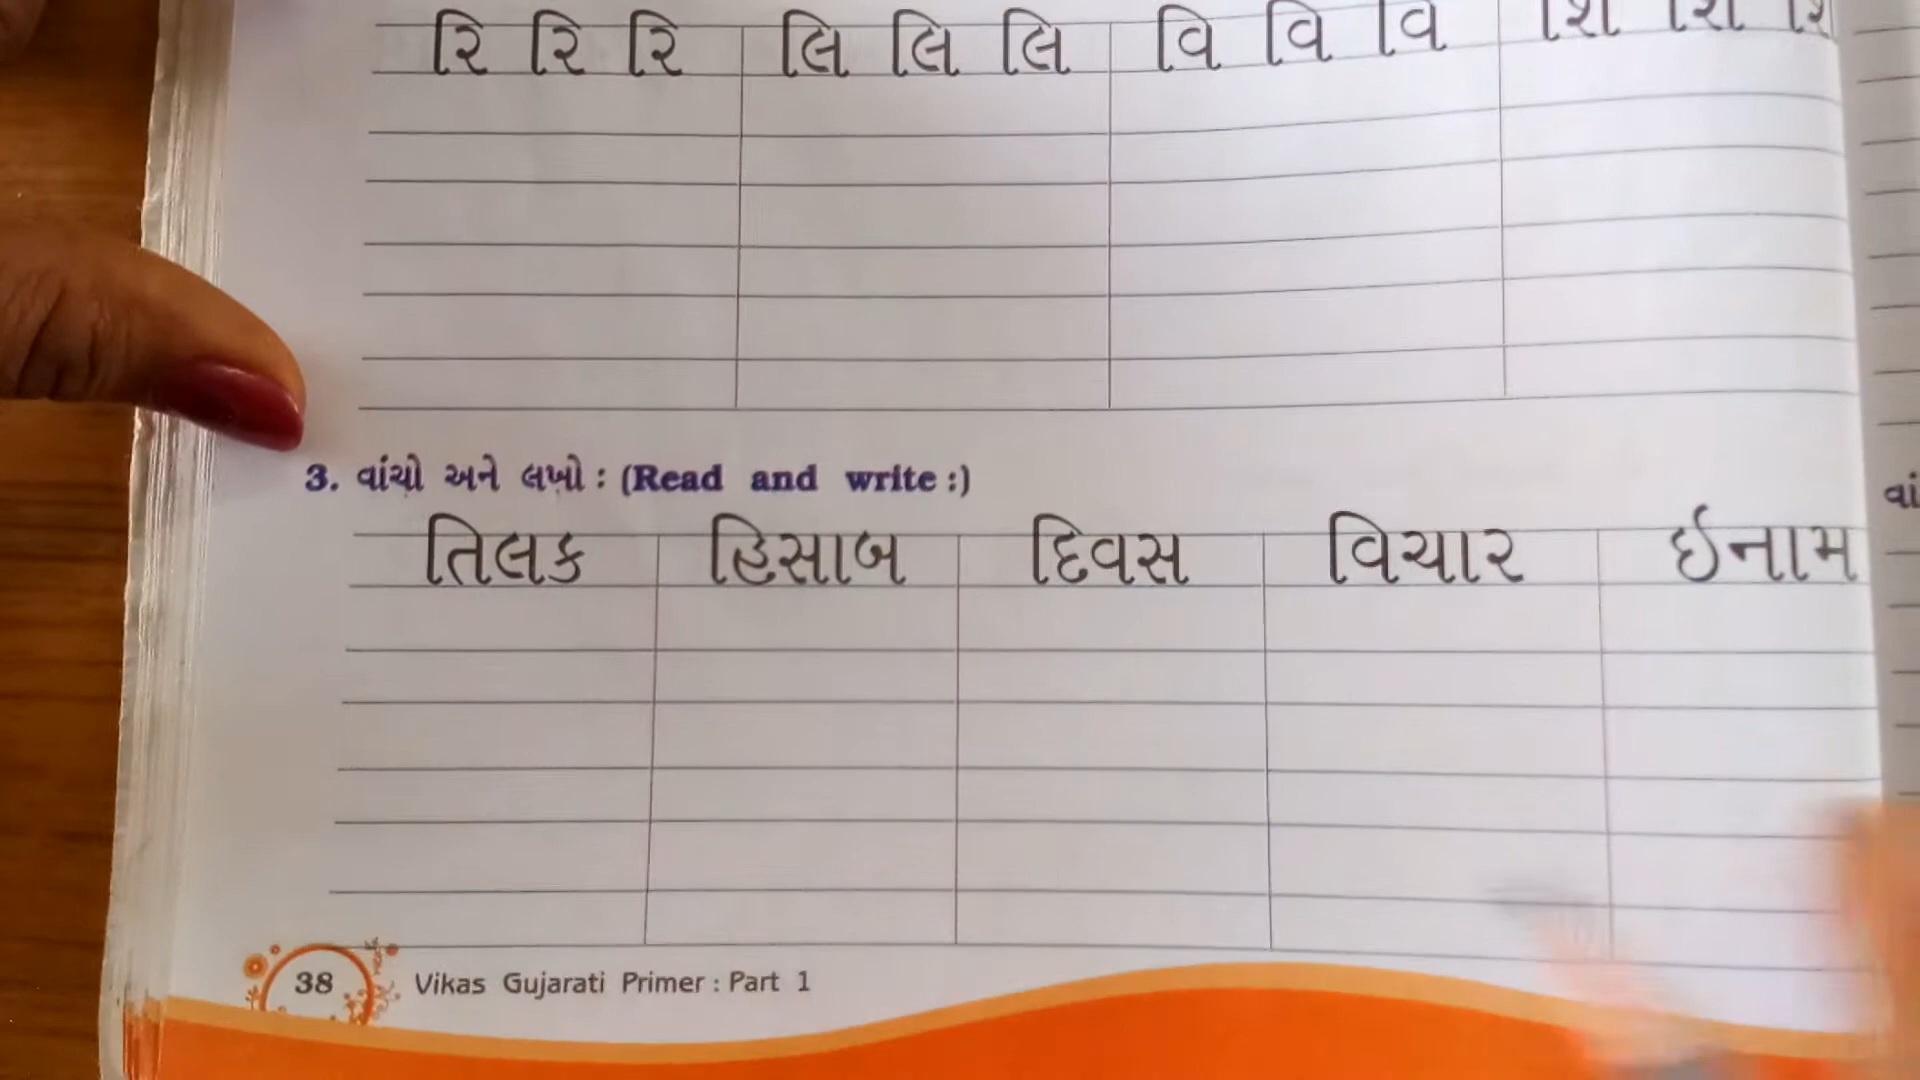 રિ રિ રિ લિ લિ લિ વિ વિ વિ શિ શિ શિ
3. વાંચો અને લખો : (Read and write :)
તિલક હિસાબ દિવસ વિચાર ઈનામ
38 Vikas Gujarati Primer : Part 1